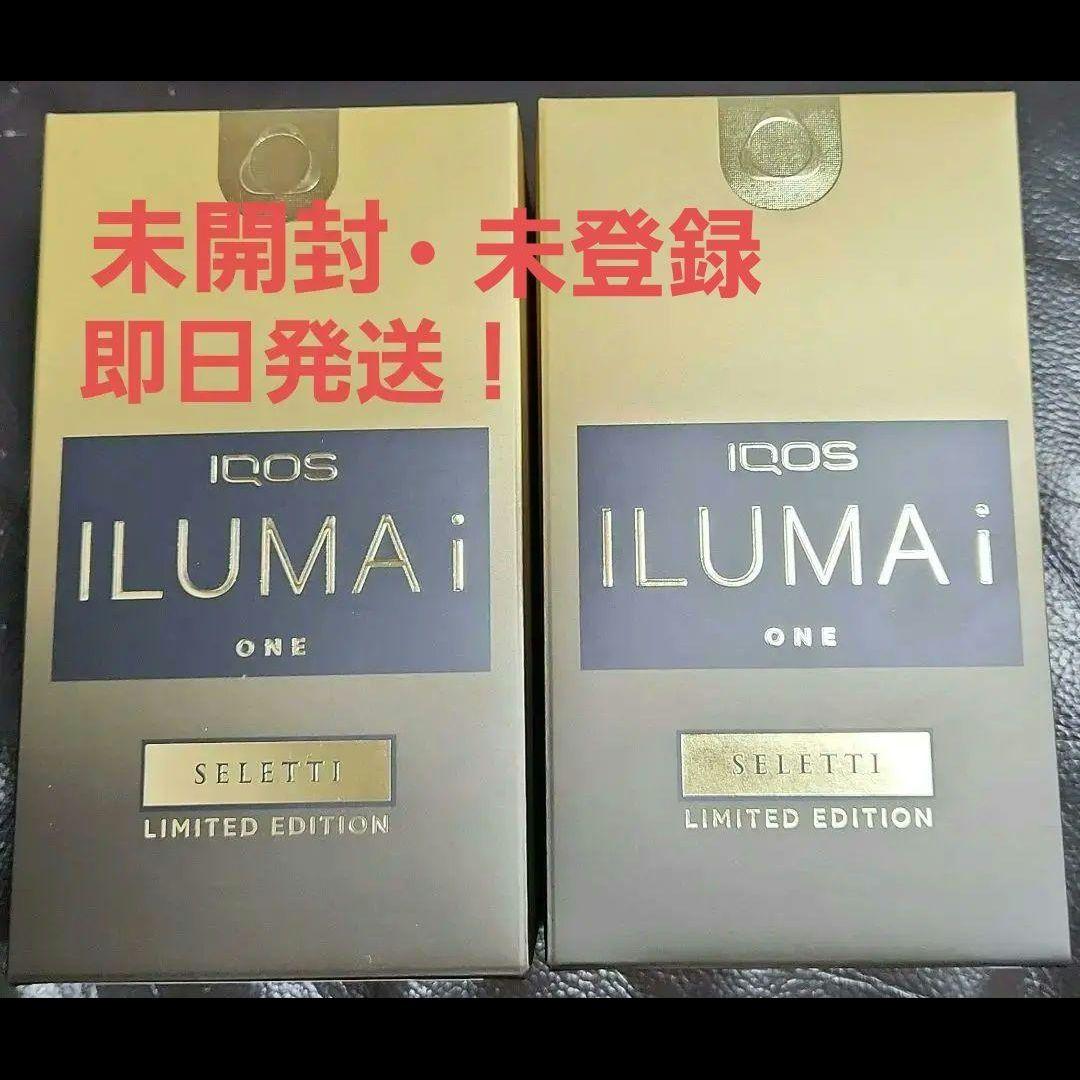 未開封・未登録
即日発送！
IQOS
ILUMA i
ONE
SELETTI
LIMITED EDITION
IQOS
ILUMA i
ONE
SELETTI
LIMITED EDITION